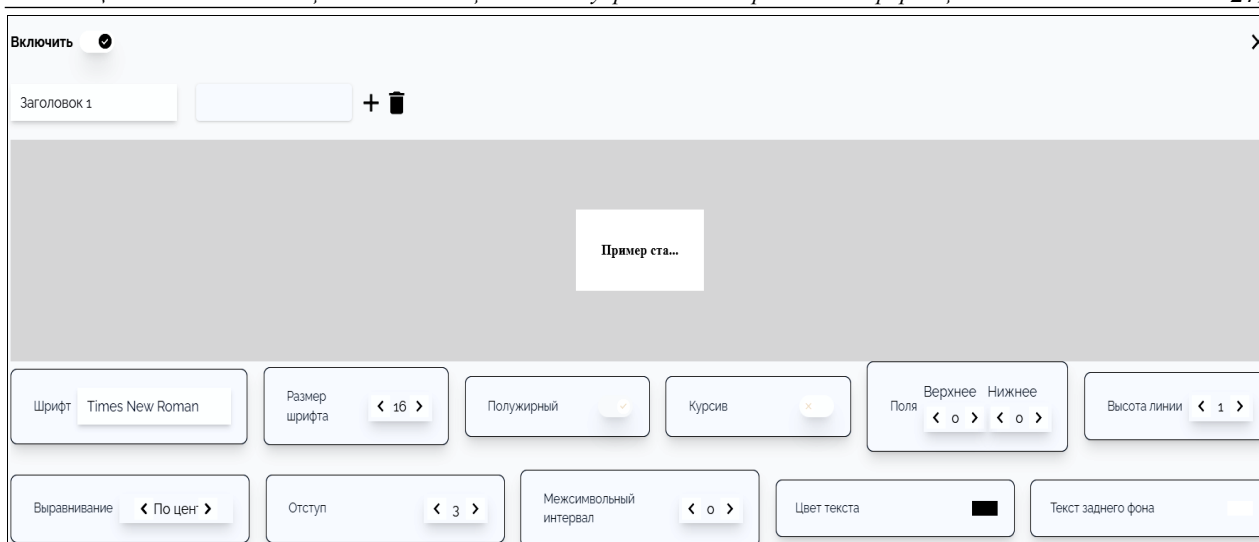 Включить
Заголовок 1
Пример ста...
Шрифт Times New Roman
Размер
шрифта
16
Полужирный
Курсив
Поля
Верхнее Нижнее
0 0
Высота линии 1
Выравнивание По цен
Отступ 3
Межсимвольный
интервал
0
Цвет текста
Текст заднего фона